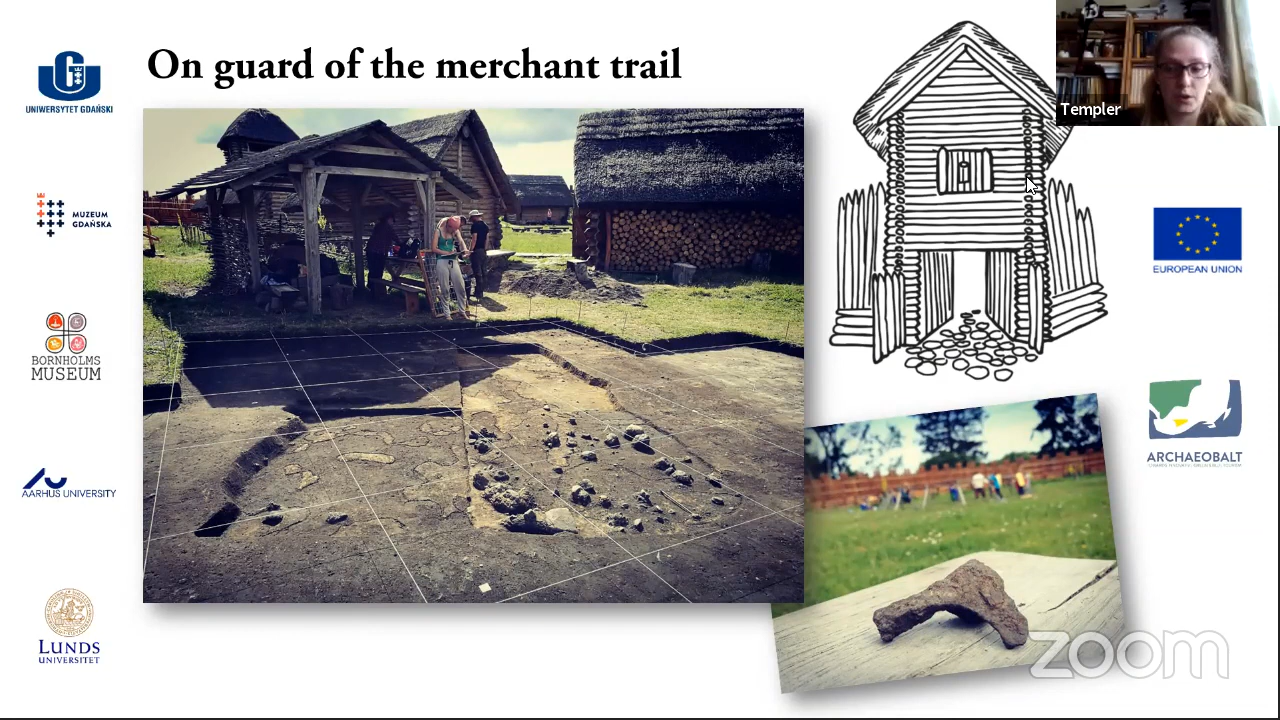 On guard of the merchant trail
Templer
UNIWERSYTET GDAŃSKI
MUZEUM
GDAŃSKA
BORNHOLMS
MUSEUM
AARHUS UNIVERSITY
LUNDS
UNIVERSITET
EUROPEAN UNION
ARCHAEOBALT
zoom